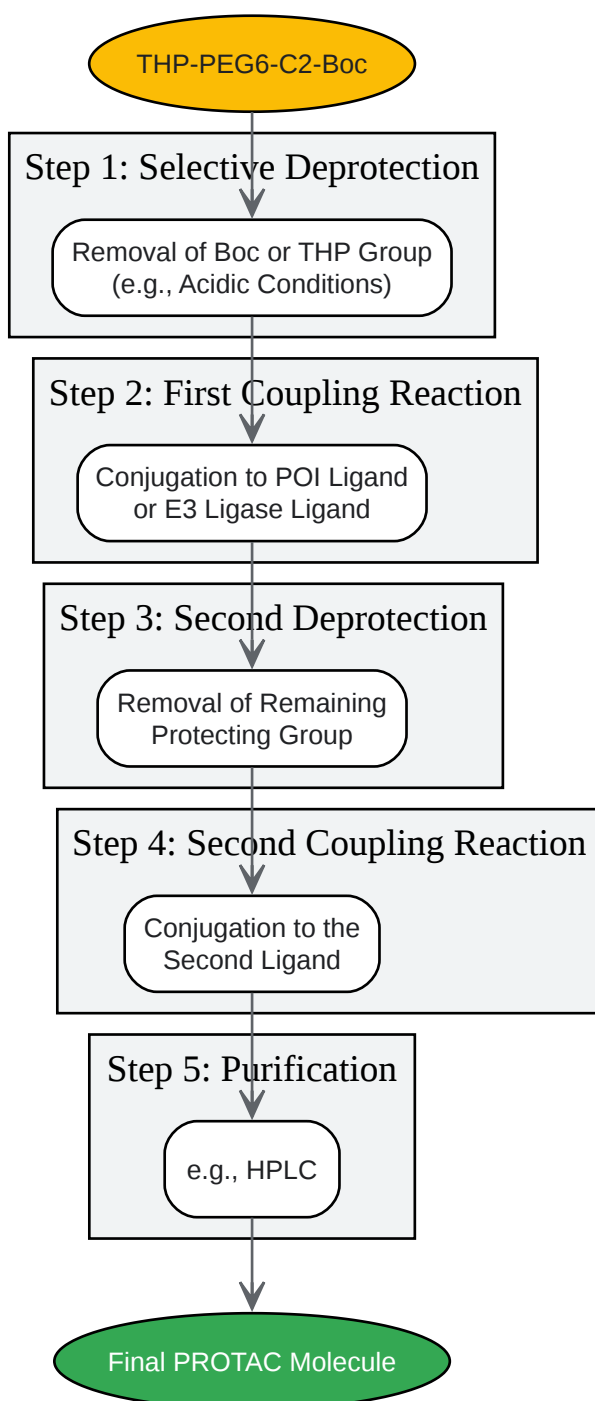 THP-PEG6-C2-Boc
Step 1: Selective Deprotection
Removal of Boc or THP Group
(e.g., Acidic Conditions)
Step 2: First Coupling Reaction
Conjugation to POI Ligand
or E3 Ligase Ligand
Step 3: Second Deprotection
Removal of Remaining
Protecting Group
Step 4: Second Coupling Reaction
Conjugation to the
Second Ligand
Step 5: Purification
e.g., HPLC
Final PROTAC Molecule